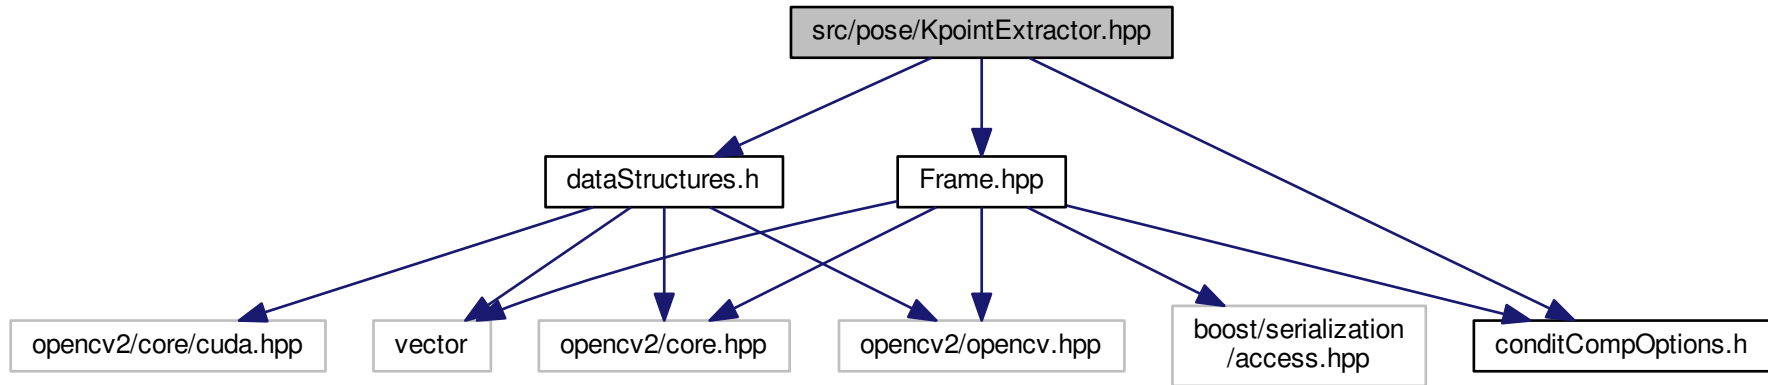 src/pose/KpointExtractor.hpp
dataStructures.h
Frame.hpp
opencv2/core/cuda.hpp
vector
opencv2/core.hpp
opencv2/opencv.hpp
boost/serialization
/access.hpp
conditCompOptions.h